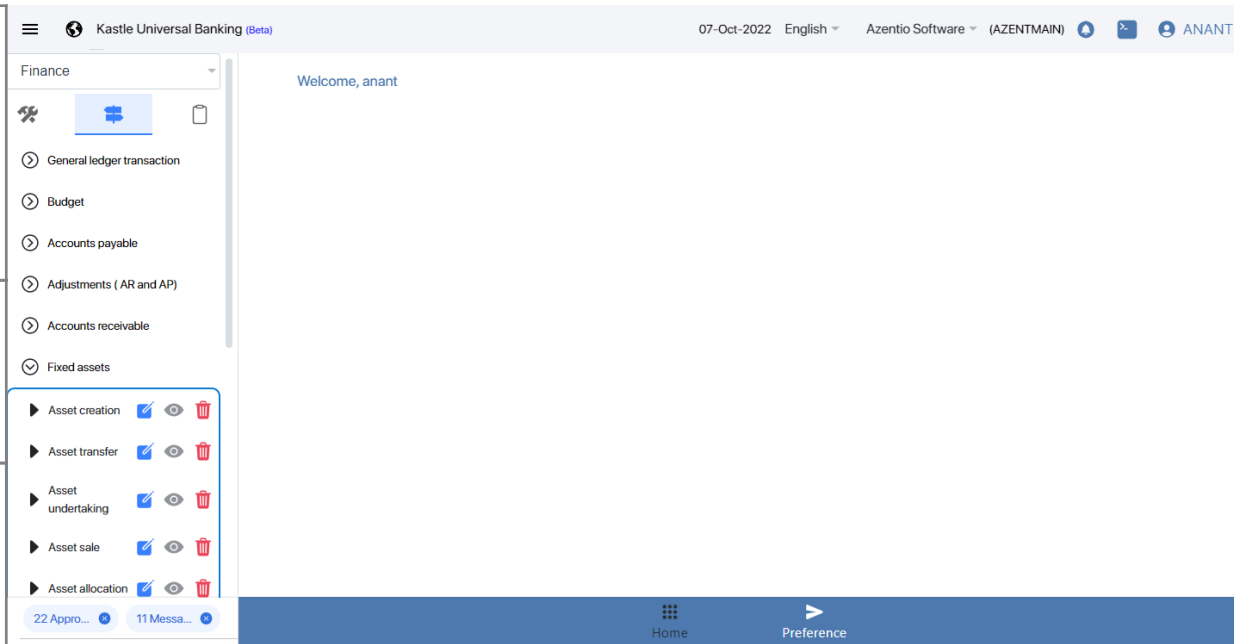 Kastle Universal Banking (Beta)
07-Oct-2022 English Azentio Software (AZENTMAIN) ANANT
Finance
Welcome, anant
General ledger transaction
Budget
Accounts payable
Adjustments ( AR and AP)
Accounts receivable
Fixed assets
Asset creation
Asset transfer
Asset
undertaking
Asset sale
Asset allocation
22 Appro... 11 Messa...
Home Preference